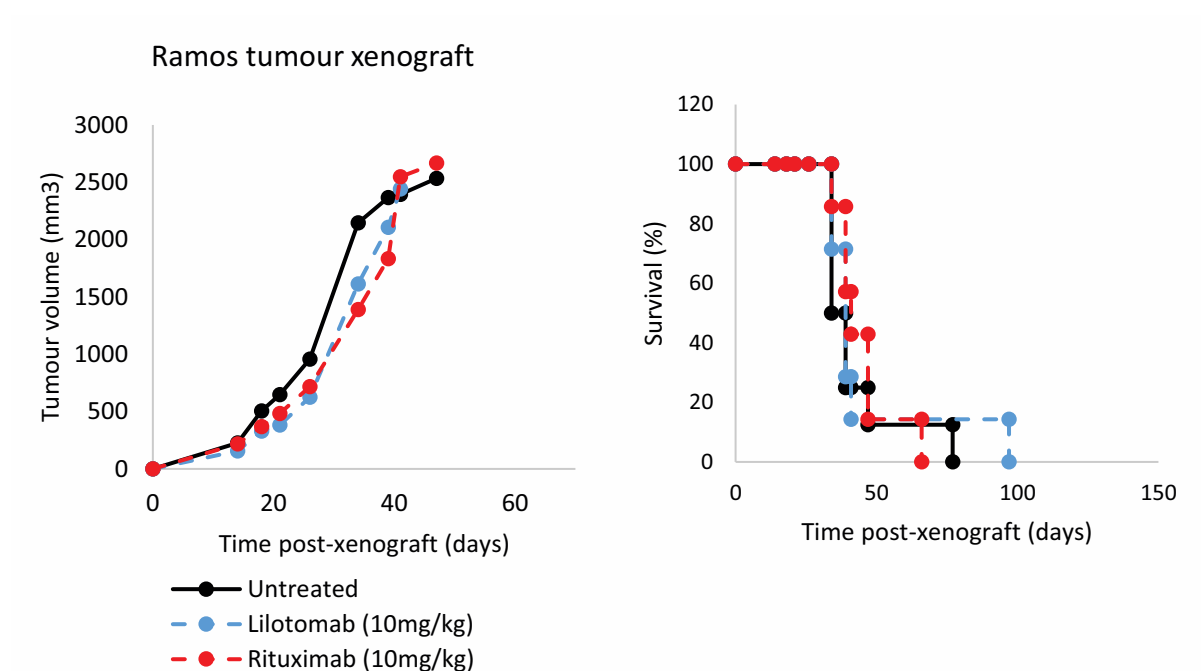 Ramos tumour xenograft
Tumour volume (mm3)
3000
2500
2000
1500
1000
500
0
0 20 40 60
Time post-xenograft (days)
Untreated
Lilotomab (10mg/kg)
Rituximab (10mg/kg)
Survival (%)
120
100
80
60
40
20
0
0 50 100 150
Time post-xenograft (days)